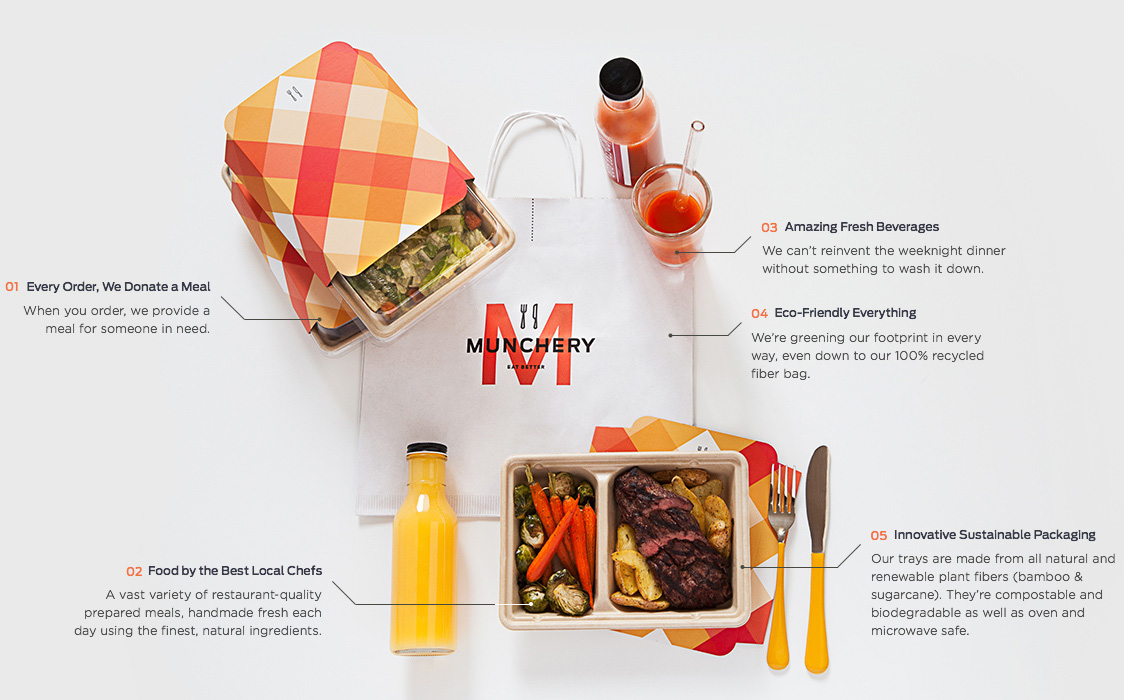 01 Every Order, We Donate a Meal
When you order, we provide a
meal for someone in need.
02 Food by the Best Local Chefs
A vast variety of restaurant-quality
prepared meals, handmade fresh each
day using the finest, natural ingredients.
MUNCHERY
EAT BETTER
03 Amazing Fresh Beverages
We can't reinvent the weeknight dinner
without something to wash it down.
04 Eco-Friendly Everything
We're greening our footprint in every
way, even down to our 100% recycled
fiber bag.
05 Innovative Sustainable Packaging
Our trays are made from all natural and
renewable plant fibers (bamboo &
sugarcane). They're compostable and
biodegradable as well as oven and
microwave safe.